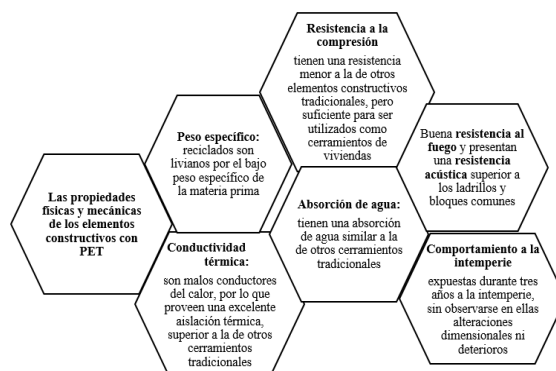 Las propiedades
físicas y mecánicas
de los elementos
constructivos con
PET
Peso específico:
reciclados son
livianos por el bajo
peso específico de
la materia prima
Conductividad
térmica:
son malos conductores
del calor, por lo que
proveen una excelente
aislación térmica,
superior a la de otros
cerramientos
tradicionales
Resistencia a la
compresión
tienen una resistencia
menor a la de otros
elementos constructivos
tradicionales, pero
suficiente para ser
utilizados como
cerramientos de
viviendas
Absorción de agua:
tienen una absorción
de agua similar a la
de otros cerramientos
tradicionales
Buena resistencia al
fuego y presentan
una resistencia
acústica superior a
los ladrillos y
bloques comunes
Comportamiento a la
intemperie
expuestas durante tres
años a la intemperie,
sin observarse en ellas
alteraciones
dimensionales ni
deterioros